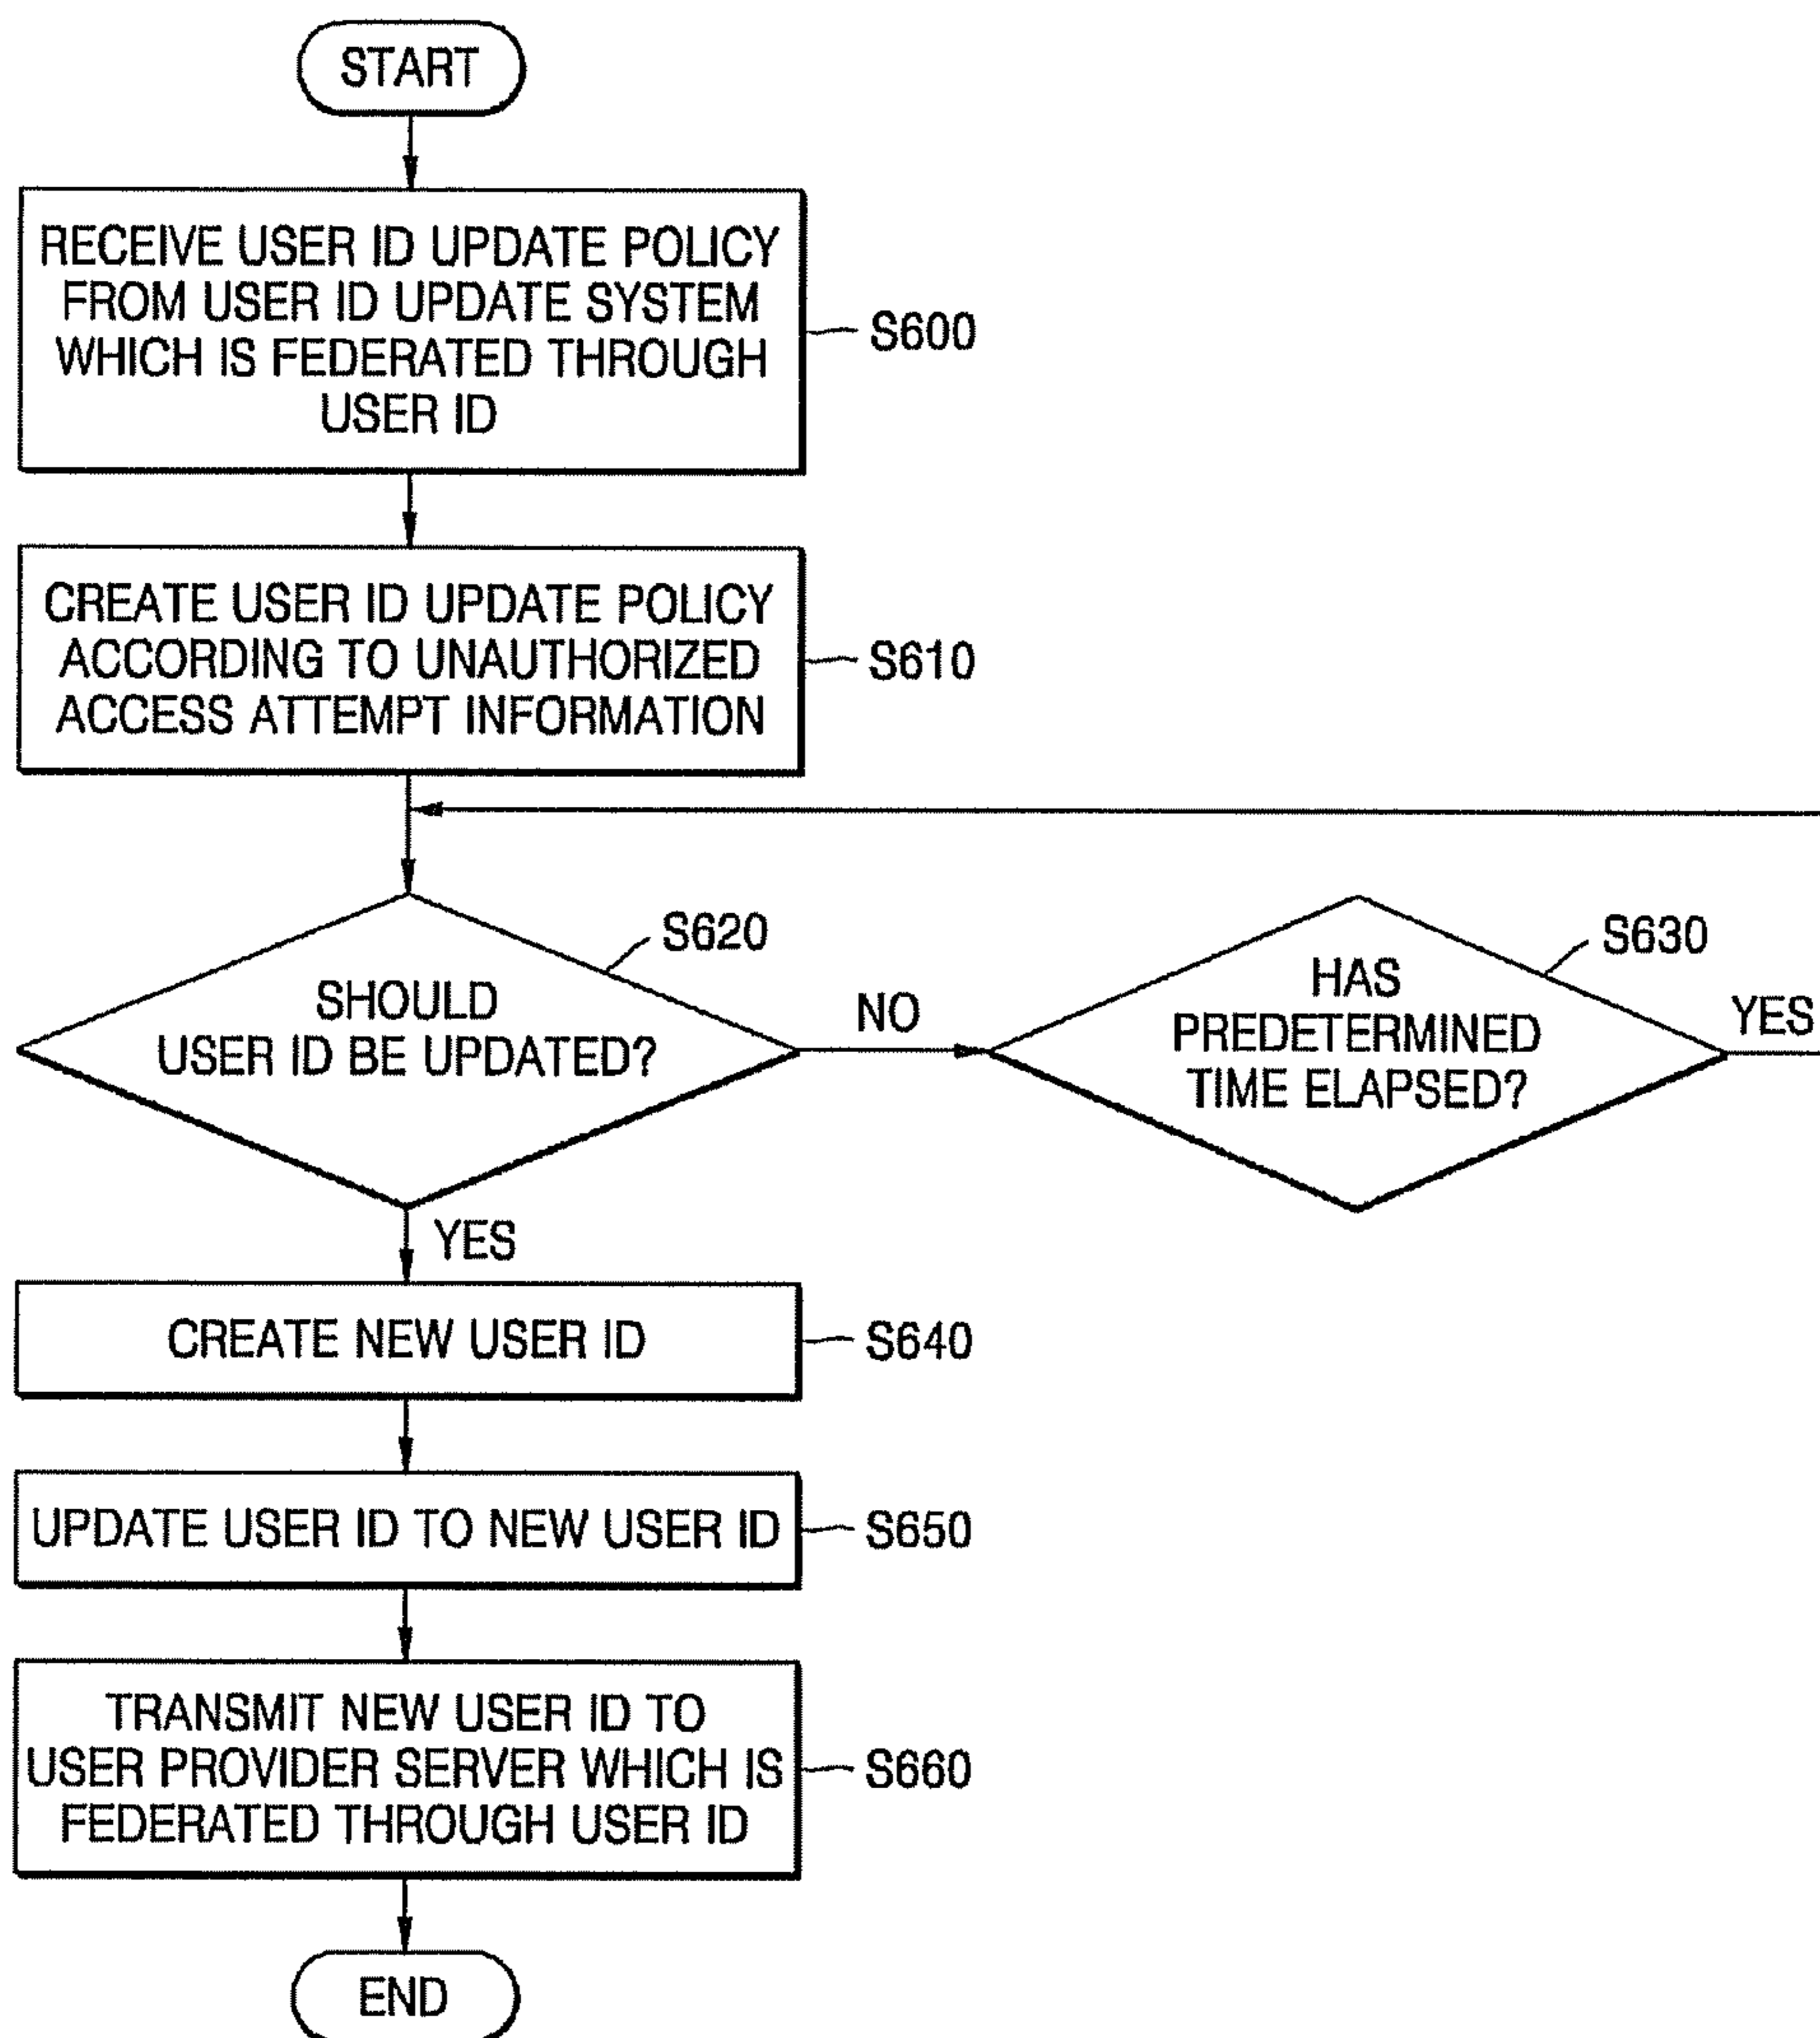 START
RECEIVE USER ID UPDATE POLICY
FROM USER ID UPDATE SYSTEM
WHICH IS FEDERATED THROUGH
USER ID
S600
CREATE USER ID UPDATE POLICY
ACCORDING TO UNAUTHORIZED
ACCESS ATTEMPT INFORMATION
S610
S620
SHOULD
USER ID BE UPDATED?
NO
S630
HAS
PREDETERMINED
TIME ELAPSED?
YES
YES
CREATE NEW USER ID
S640
UPDATE USER ID TO NEW USER ID
S650
TRANSMIT NEW USER ID TO
USER PROVIDER SERVER WHICH IS
FEDERATED THROUGH USER ID
S660
END